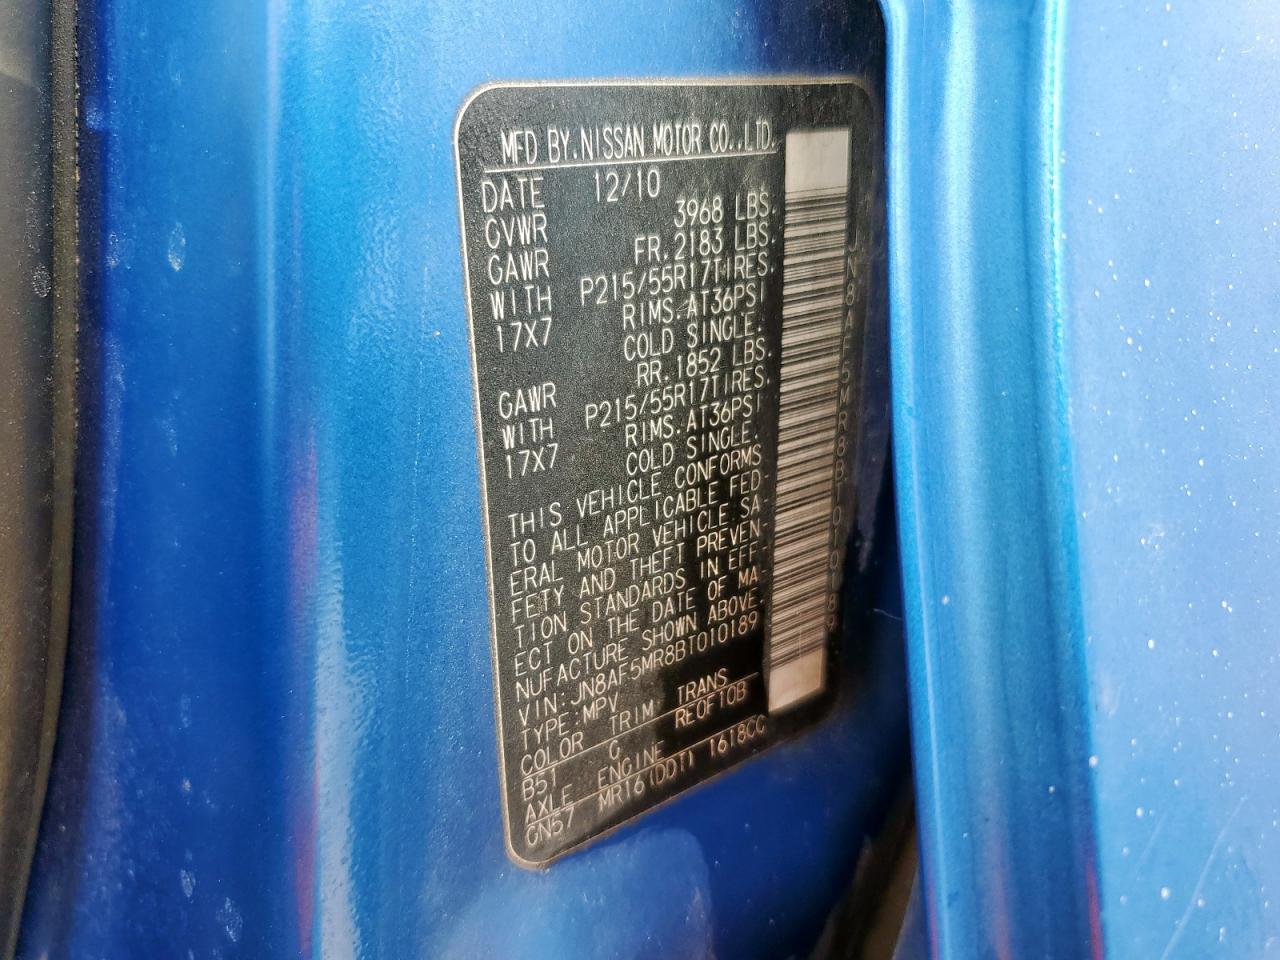 MFD BY.NISSAN MOTOR CO.,LTD.
DATE 12/10
GVWR 3968 LBS.
GAWR FR.2183 LBS.
WITH P215/55R17TIRES.
17X7 RIMS.AT36PSI
COLD SINGLE.
GAWR RR.1852 LBS.
WITH P215/55R17TIRES.
17X7 RIMS.AT36PSI
COLD SINGLE.
THIS VEHICLE CONFORMS
TO ALL APPLICABLE FED-
ERAL MOTOR VEHICLE SA-
FETY AND THEFT PREVEN-
TION STANDARDS IN EFF-
ECT ON THE DATE OF MA-
NUFACTURE SHOWN ABOVE.
VIN:JN8AF5MR8BT010189
TYPE:MPV
COLOR TRIM TRANS
B51 G RE0F10B
AXLE ENGINE
GN57 MR16(DDT) 1618CC
JN8AF5MR8BT010189